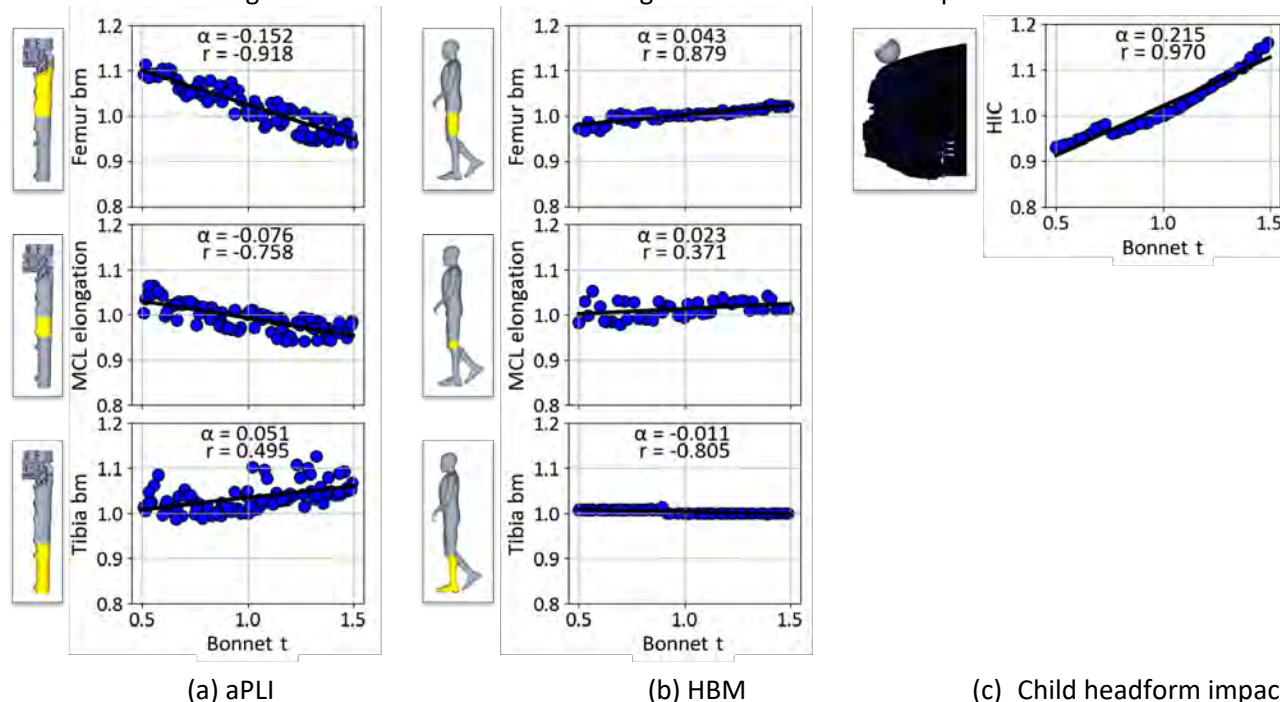 1.2
α = -0.152
r = -0.918
1.1
Femur bm
1.0
0.9
0.8
1.2
α = -0.076
r = -0.758
1.1
MCL elongation
1.0
0.9
0.8
1.2
α = 0.051
r = 0.495
1.1
Tibia bm
1.0
0.9
0.8
0.5 1.0 1.5
Bonnet t
(a) aPLI
1.2
α = 0.043
r = 0.879
1.1
Femur bm
1.0
0.9
0.8
1.2
α = 0.023
r = 0.371
1.1
MCL elongation
1.0
0.9
0.8
1.2
α = -0.011
r = -0.805
1.1
Tibia bm
1.0
0.9
0.8
0.5 1.0 1.5
Bonnet t
(b) HBM
1.2
α = 0.215
r = 0.970
1.1
HIC
1.0
0.9
0.8
0.5 1.0 1.5
Bonnet t
(c) Child headform impac